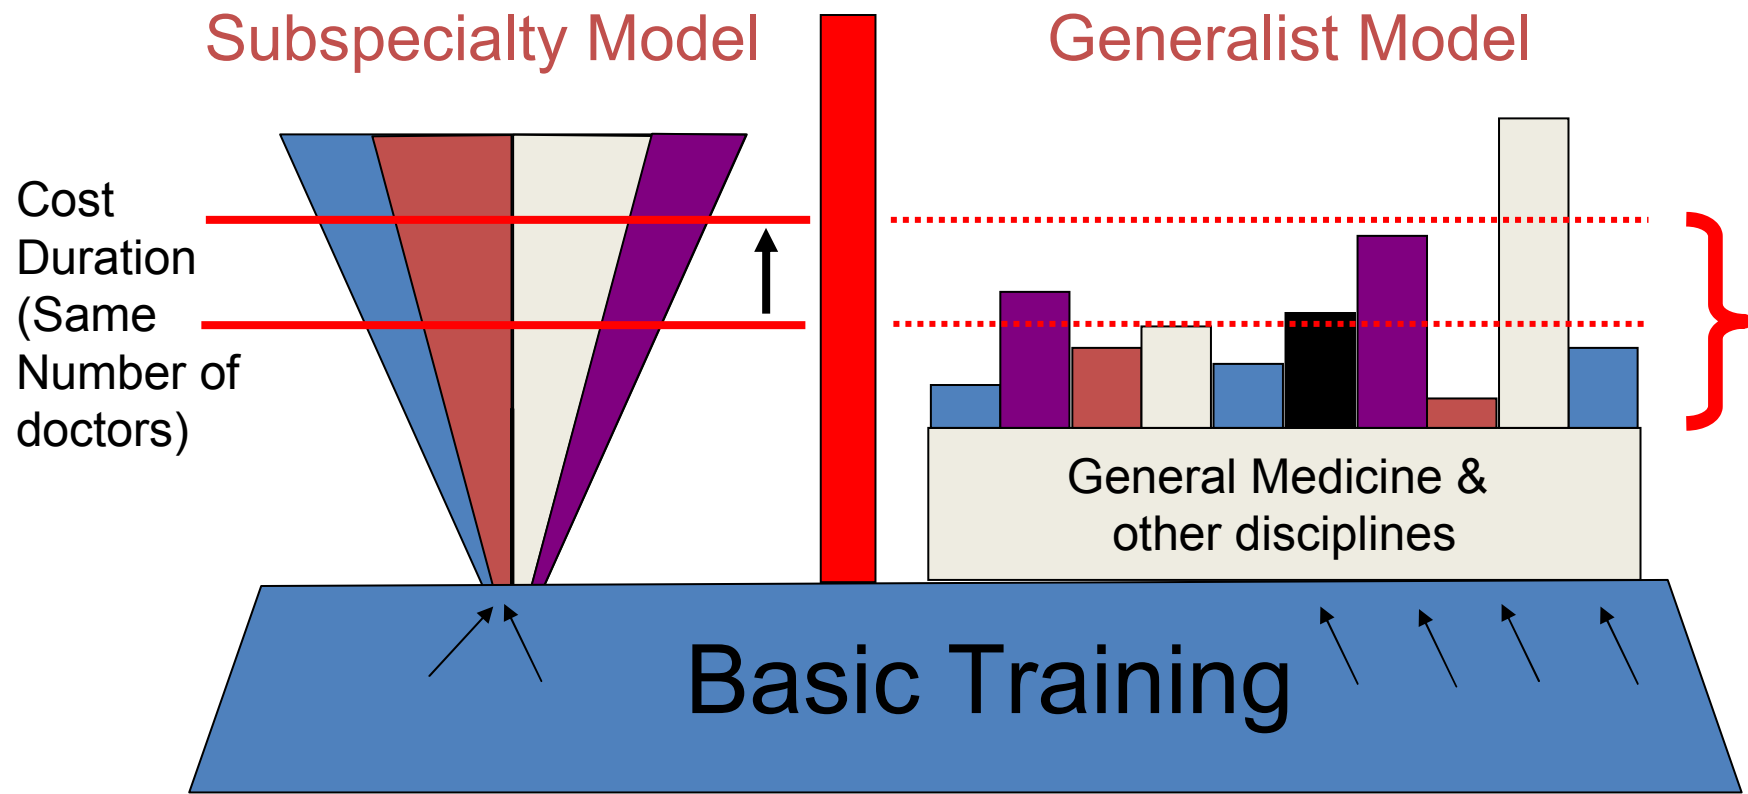 Subspecialty Model
Generalist Model
Cost
Duration
(Same
Number of
doctors)
General Medicine &
other disciplines
Basic Training